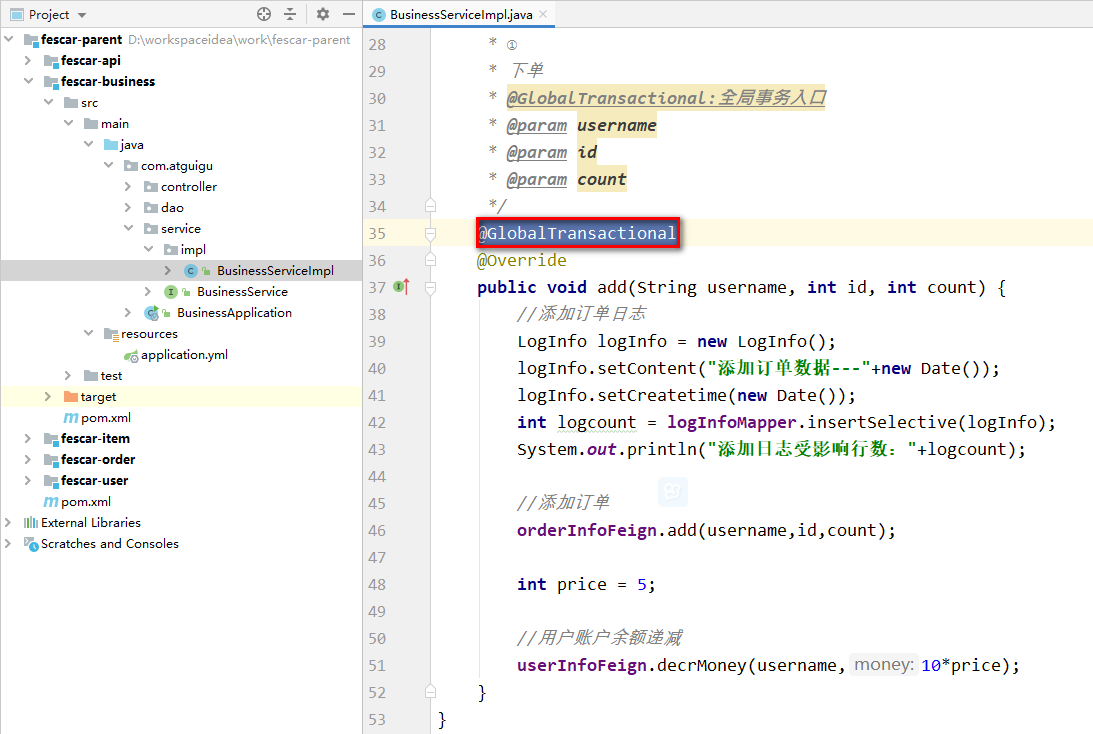 Project
fescar-parent D:\workspaceidea\work\fescar-parent
fescar-api
fescar-business
src
main
java
com.atguigu
controller
dao
service
impl
BusinessServiceImpl
BusinessService
BusinessApplication
resources
application.yml
test
target
pom.xml
fescar-item
fescar-order
fescar-user
pom.xml
External Libraries
Scratches and Consoles
BusinessServiceImpl.java
28 * ①
29 * 下单
30 * @GlobalTransactional:全局事务入口
31 * @param username
32 * @param id
33 * @param count
34 */
35 @GlobalTransactional
36 @Override
37 public void add(String username, int id, int count) {
38 //添加订单日志
39 LogInfo logInfo = new LogInfo();
40 logInfo.setContent("添加订单数据---"+new Date());
41 logInfo.setCreatetime(new Date());
42 int logcount = logInfoMapper.insertSelective(logInfo);
43 System.out.println("添加日志受影响行数："+logcount);
44
45 //添加订单
46 orderInfoFeign.add(username,id,count);
47
48 int price = 5;
49
50 //用户账户余额递减
51 userInfoFeign.decrMoney(username, money: 10*price);
52 }
53 }